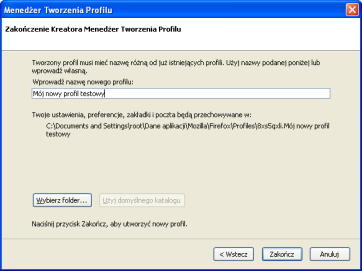 Menedżer Tworzenia Profilu
Zakończenie Kreatora Menedżer Tworzenia Profilu
Tworzony profil musi mieć nazwę różną od już istniejących profili. Użyj nazwy podanej poniżej lub
wprowadź własną.
Wprowadź nazwę nowego profilu:
Mój nowy profil testowy
Twoje ustawienia, preferencje, zakładki i poczta będą przechowywane w:
C:\Documents and Settings\root\Dane aplikacji\Mozilla\Firefox\Profiles\8xs5qxli.Mój nowy profil
testowy
Wybierz folder... Użyj domyślnego katalogu
Naciśnij przycisk Zakończ, aby utworzyć nowy profil.
< Wstecz Zakończ Anuluj